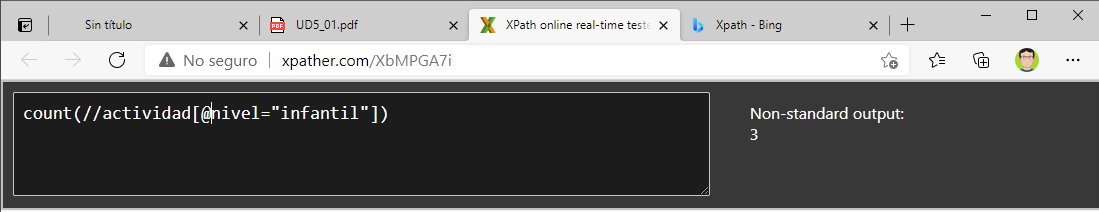 Sin título
UD5_01.pdf
XPath online real-time teste
Xpath - Bing
No seguro
xpather.com/XbMPGA7i
count(//actividad[@nivel="infantil"])
Non-standard output:
3